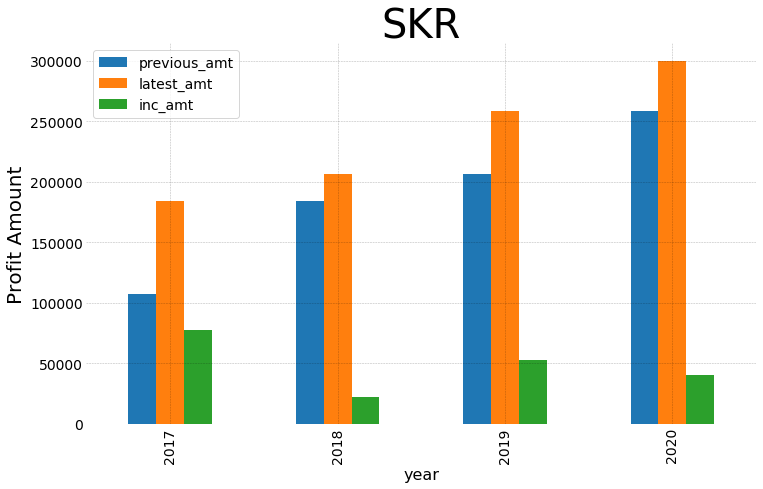 SKR
previous_amt
latest_amt
inc_amt
Profit Amount
300000
250000
200000
150000
100000
50000
0
2017
2018
2019
2020
year